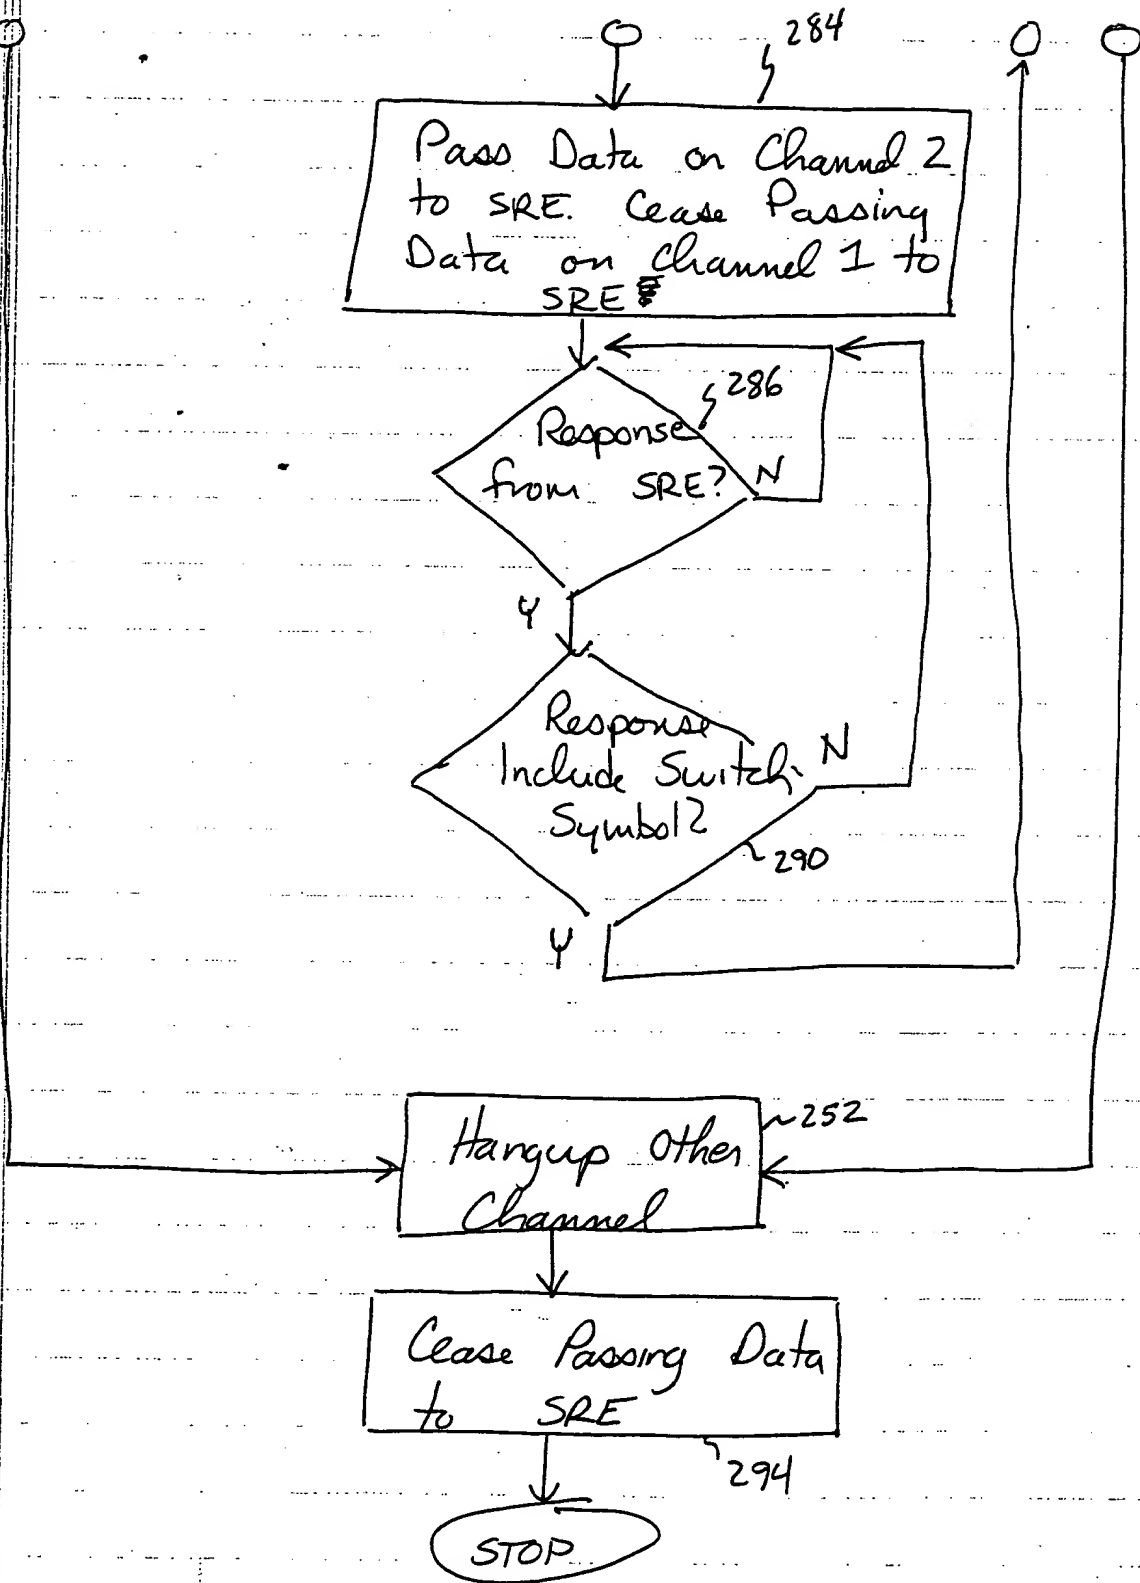 284
Pass Data on Channel 2
to SRE. Cease Passing
Data on Channel 1 to
SRE
286
Response
from SRE?
N
Y
Response
Include Switch
Symbol?
N
290
Y
252
Hangup Other
Channel
Cease Passing Data
to SRE
294
STOP